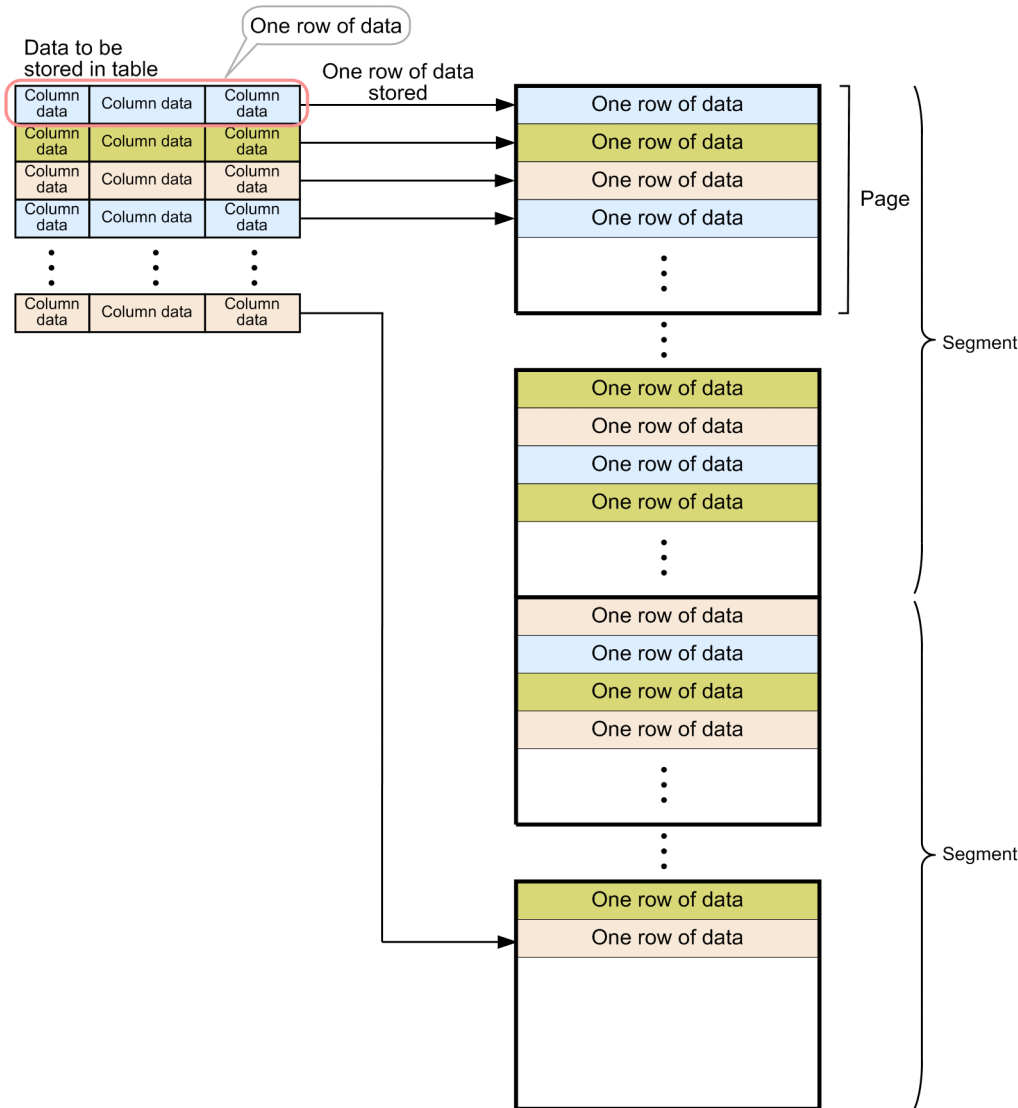 One row of data
Data to be
stored in table
One row of data
stored
Column
data
Column data
Column
data
Column
data
Column data
Column
data
Column
data
Column data
Column
data
Column
data
Column data
Column
data
Column
data
Column data
Column
data
One row of data
One row of data
One row of data
One row of data
Page
Segment
One row of data
One row of data
One row of data
One row of data
One row of data
One row of data
One row of data
One row of data
Segment
One row of data
One row of data